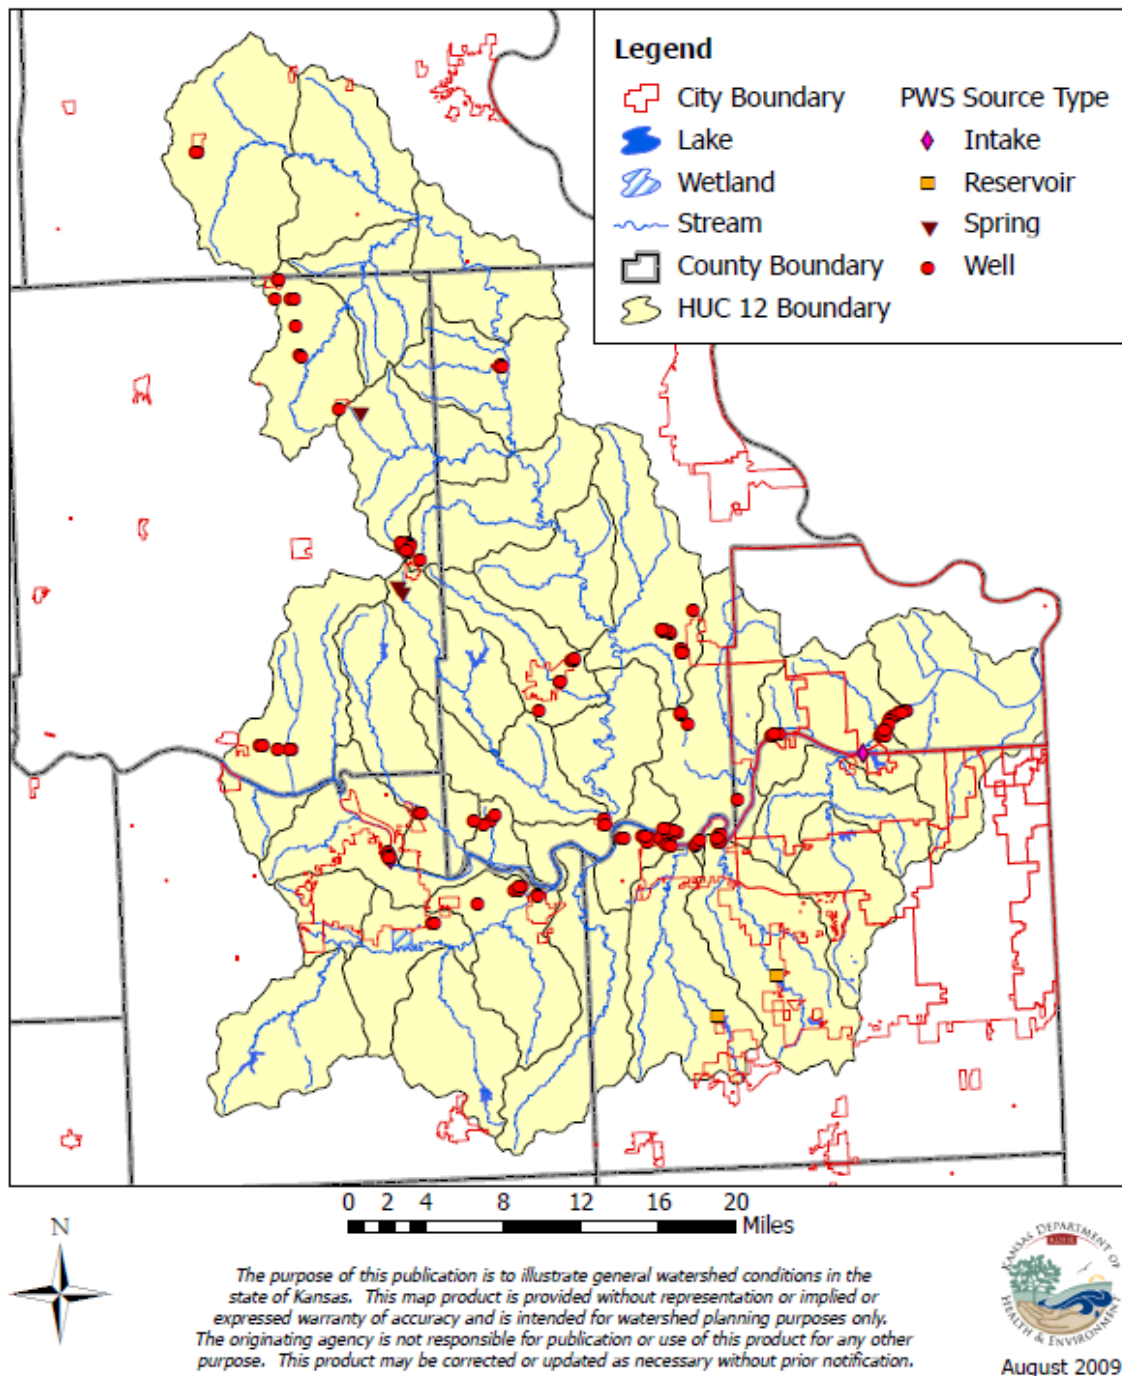 Legend
City Boundary
Lake
Wetland
Stream
County Boundary
HUC 12 Boundary
PWS Source Type
Intake
Reservoir
Spring
Well
0 2 4 8 12 16 20
Miles
N
The purpose of this publication is to illustrate general watershed conditions in the
state of Kansas. This map product is provided without representation or implied or
expressed warranty of accuracy and is intended for watershed planning purposes only.
The originating agency is not responsible for publication or use of this product for any other
purpose. This product may be corrected or updated as necessary without prior notification.
KANSAS DEPARTMENT OF
HEALTH & ENVIRONMENT
August 2009